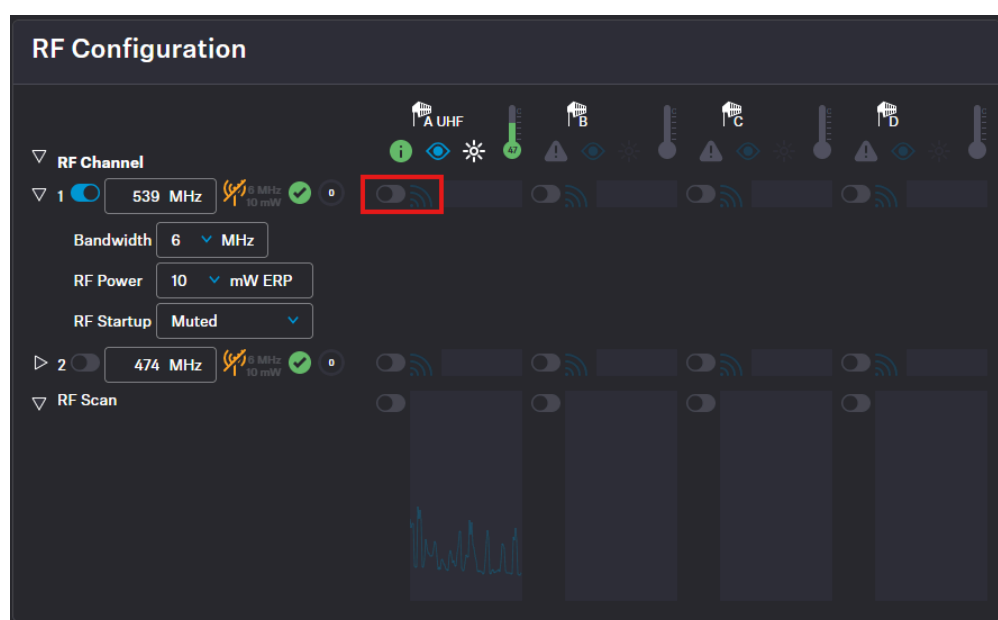 RF Configuration
A UHF B C D
47
RF Channel
1 539 MHz 6 MHz 10 mW 0
Bandwidth 6 MHz
RF Power 10 mW ERP
RF Startup Muted
2 474 MHz 6 MHz 10 mW 0
RF Scan